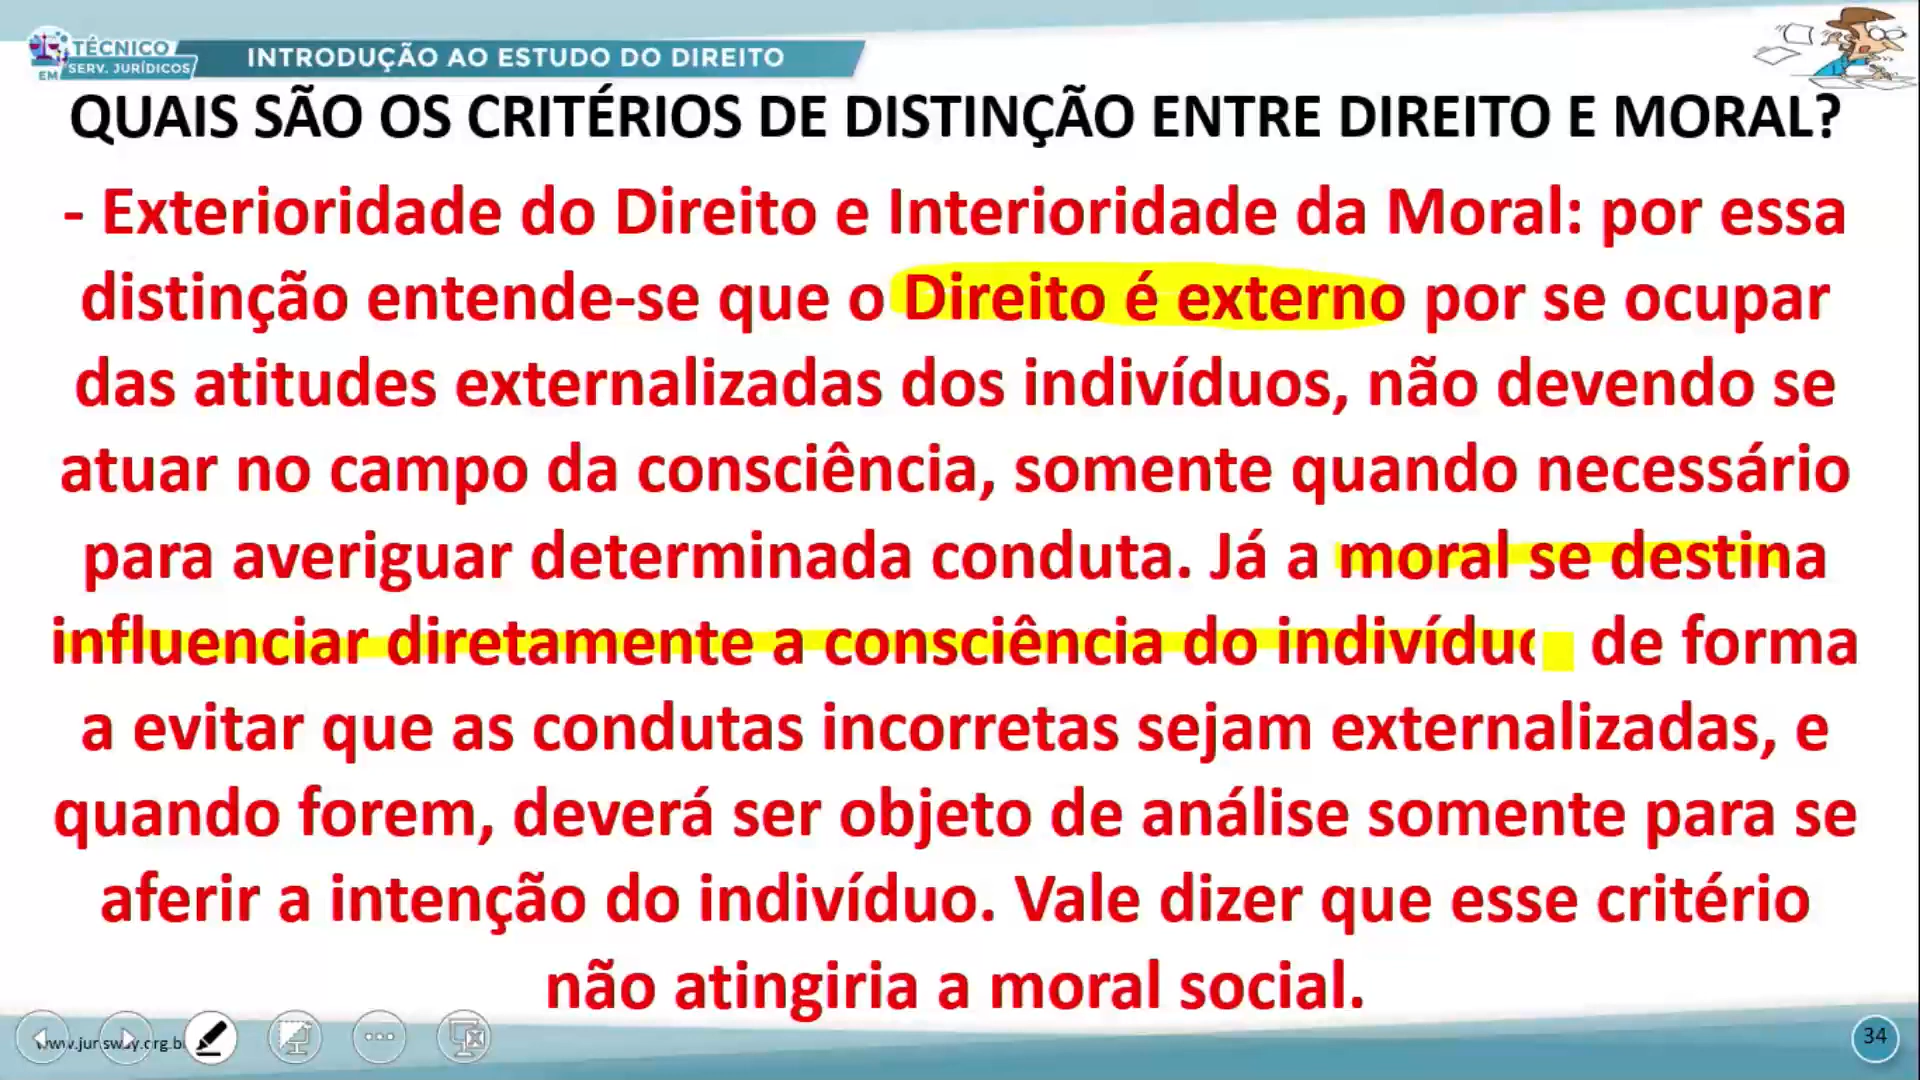 TÉCNICO
EM SERV. JURÍDICOS
INTRODUÇÃO AO ESTUDO DO DIREITO
QUAIS SÃO OS CRITÉRIOS DE DISTINÇÃO ENTRE DIREITO E MORAL?
- Exterioridade do Direito e Interioridade da Moral: por essa
distinção entende-se que o Direito é externo por se ocupar
das atitudes externalizadas dos indivíduos, não devendo se
atuar no campo da consciência, somente quando necessário
para averiguar determinada conduta. Já a moral se destina
influenciar diretamente a consciência do indivíduo de forma
a evitar que as condutas incorretas sejam externalizadas, e
quando forem, deverá ser objeto de análise somente para se
aferir a intenção do indivíduo. Vale dizer que esse critério
não atingiria a moral social.
34